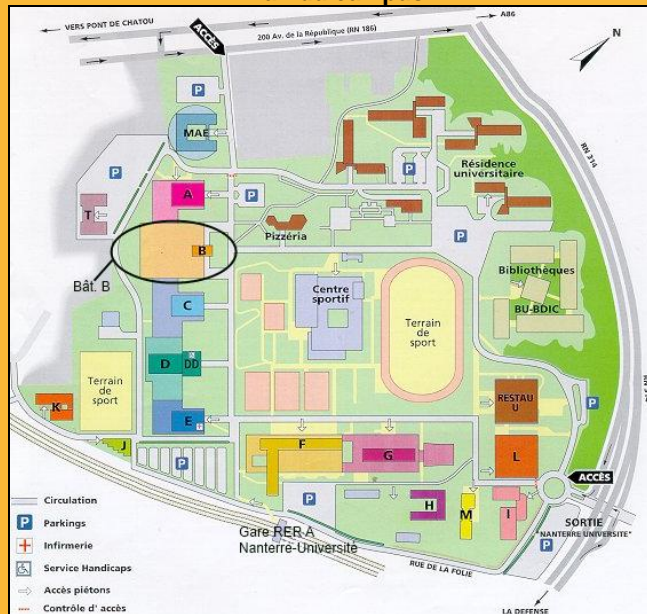 VERS PONT DE CHATOU
A86
ACCÈS
200 Av. de la République (RN 186)
N
MAE
P
P
RN 314
Résidence
universitaire
A
P
P
T
B
Pizzéria
P
Bât. B
Bibliothèques
BU-BDIC
C
Centre
sportif
Terrain
de
sport
D
DD
Terrain
de
sport
RESTAU
U
K
E
P
J
F
G
L
P
ACCÈS
Circulation
P
Parkings
Infirmerie
Service Handicaps
Accès piétons
Contrôle d' accès
H
M
I
P
Gare RER A
Nanterre-Université
SORTIE
"NANTERRE UNIVERSITÉ"
P
RUE DE LA FOLIE
LA DEFENSE